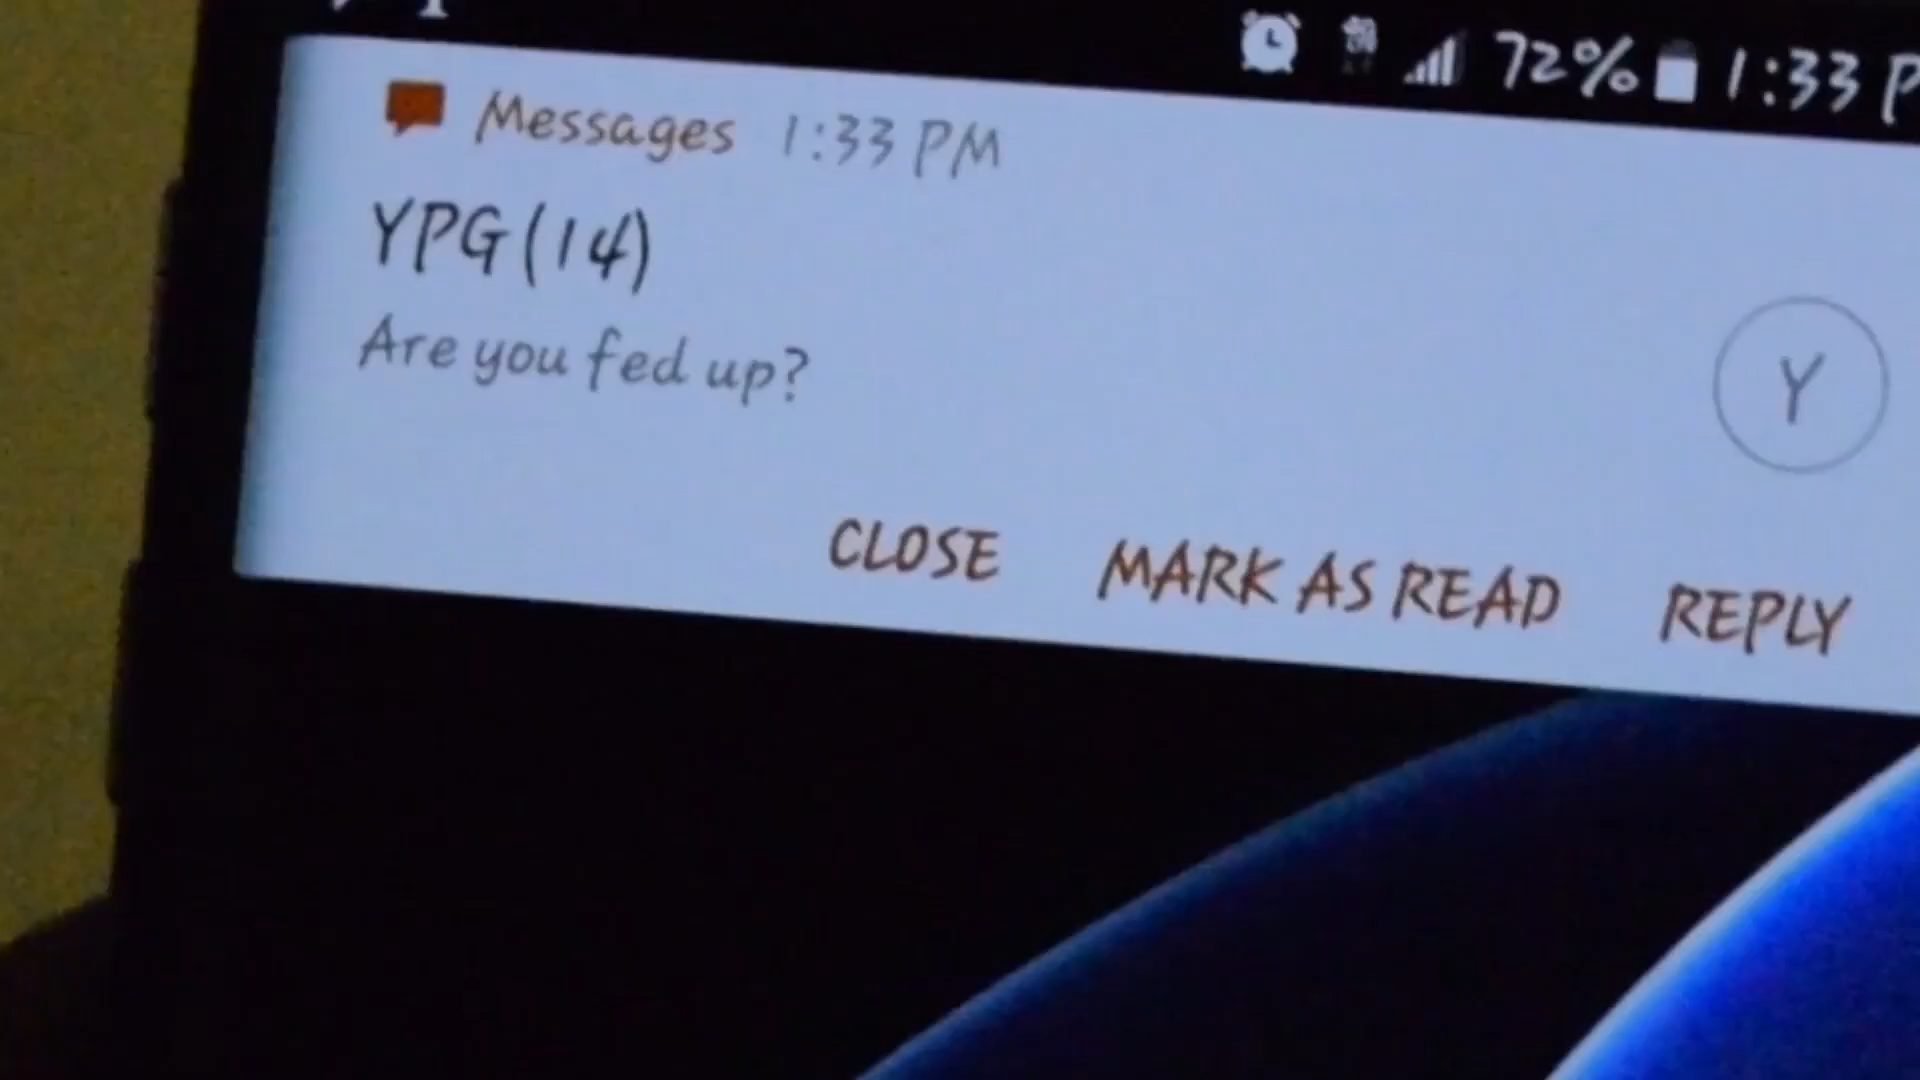 72% 1:33 P
Messages 1:33 PM
YPG(14)
Are you fed up?
Y
CLOSE MARK AS READ REPLY